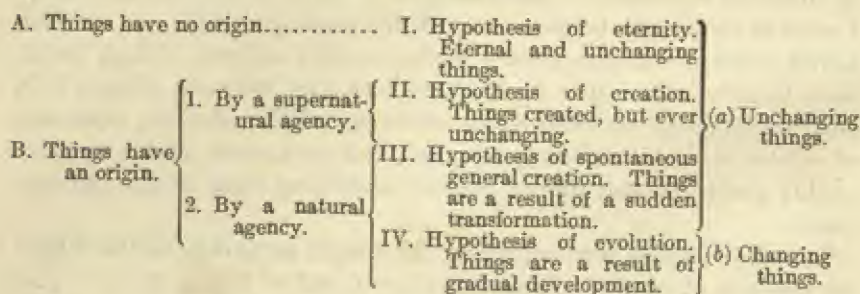 A. Things have no origin............ I. Hypothesis of eternity.
Eternal and unchanging
things.
1. By a supernat-
ural agency.
II. Hypothesis of creation.
Things created, but ever
unchanging.
(a) Unchanging
things.
B. Things have
an origin.
III. Hypothesis of spontaneous
general creation. Things
are a result of a sudden
transformation.
2. By a natural
agency.
IV. Hypothesis of evolution.
Things are a result of
gradual development.
(b) Changing
things.